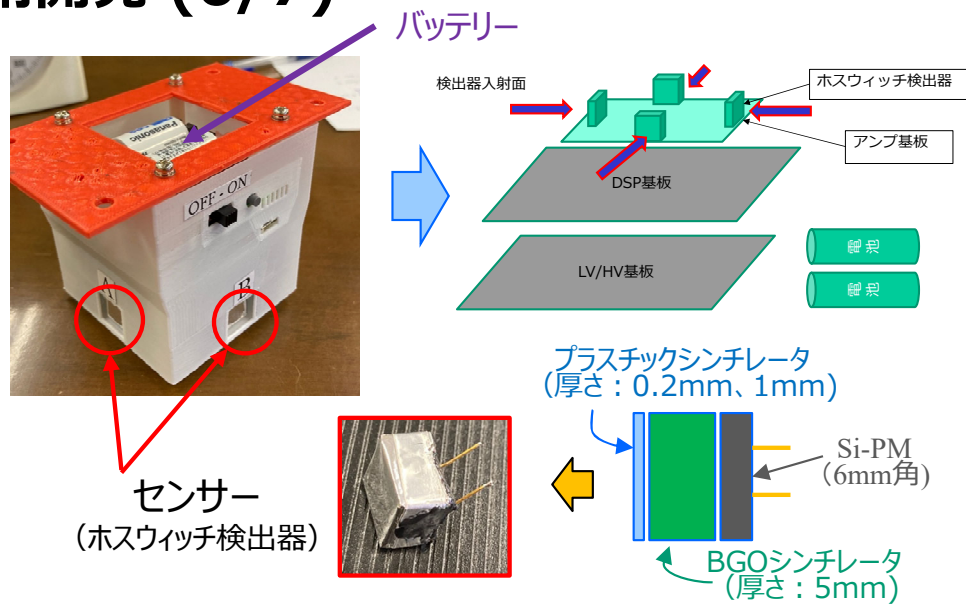 (6/7)
バッテリー
検出器入射面
ホスウィッチ検出器
アンプ基板
Panasonic
OFF - ON
DSP基板
A
B
LV/HV基板
電池
電池
プラスチックシンチレータ
（厚さ：0.2mm、1mm)
Si-PM
（6mm角)
センサー
（ホスウィッチ検出器）
BGOシンチレータ
（厚さ：5mm)